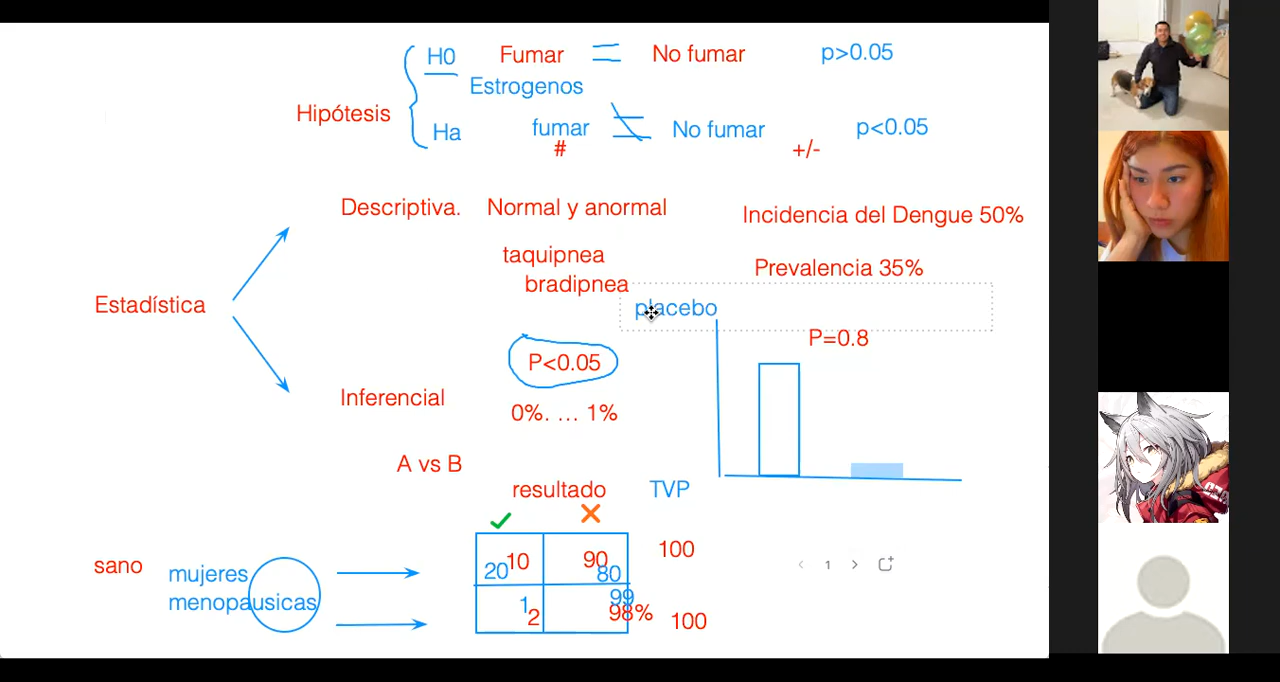 H0 Fumar = No fumar p>0.05
Estrogenos
Hipótesis
Ha fumar ≠ No fumar p<0.05
# +/-
Descriptiva. Normal y anormal Incidencia del Dengue 50%
taquipnea
Prevalencia 35%
bradipnea
Estadística
placebo
P=0.8
P<0.05
Inferencial
0%. ... 1%
A vs B
resultado TVP
10 90 100
sano
mujeres 20 80
menopausicas 1 99
2 98% 100
1